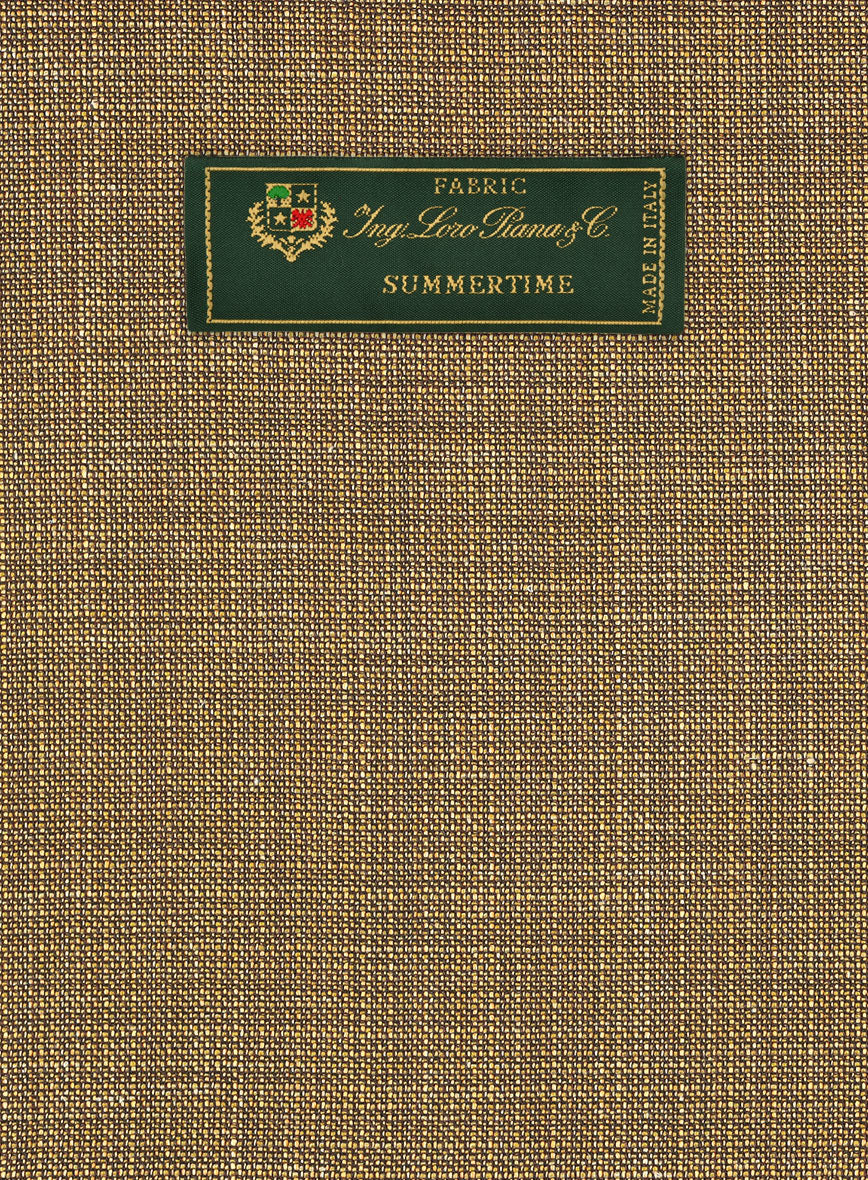 FABRIC
Ing. Loro Piana & C.
SUMMERTIME
MADE IN ITALY